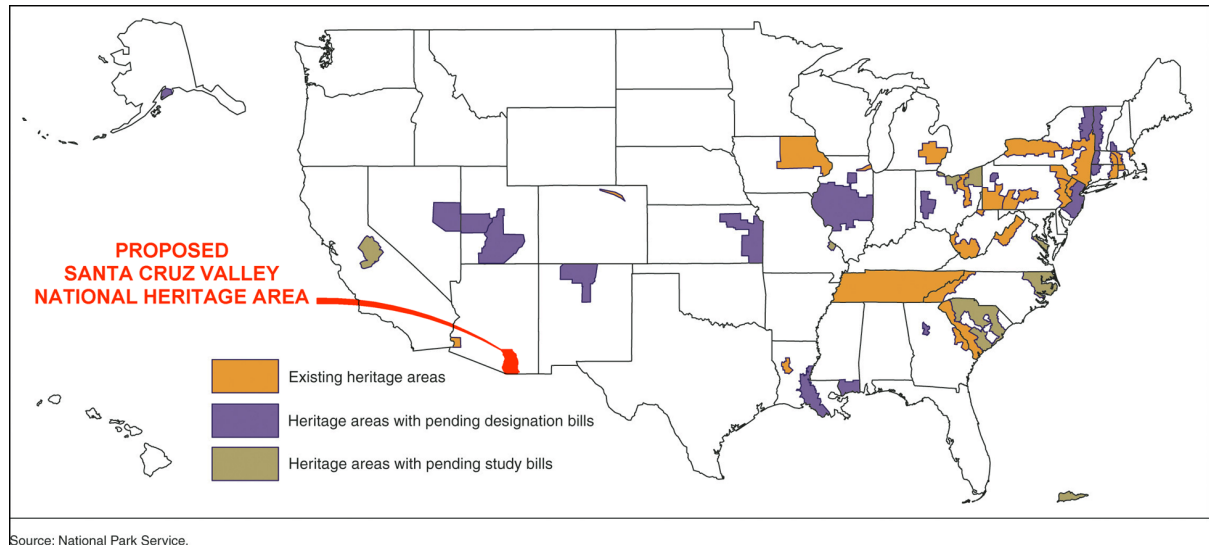 PROPOSED
SANTA CRUZ VALLEY
NATIONAL HERITAGE AREA
Existing heritage areas
Heritage areas with pending designation bills
Heritage areas with pending study bills
Source: National Park Service.